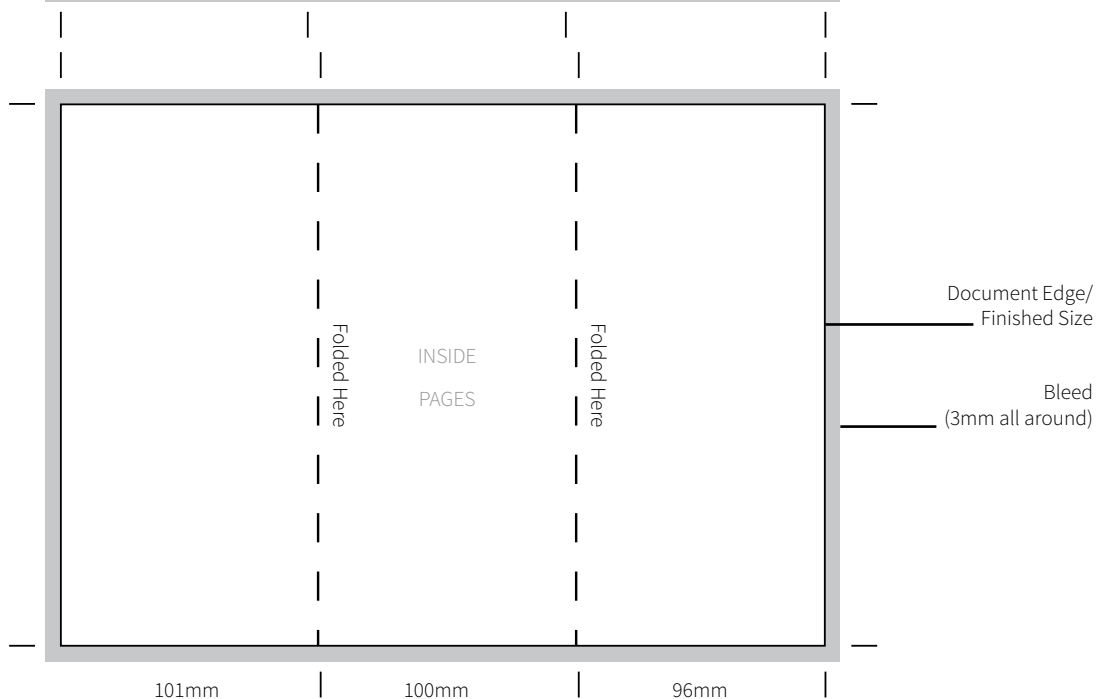 Document Edge/
Finished Size
Folded Here
INSIDE
PAGES
Folded Here
Bleed
(3mm all around)
101mm
100mm
96mm